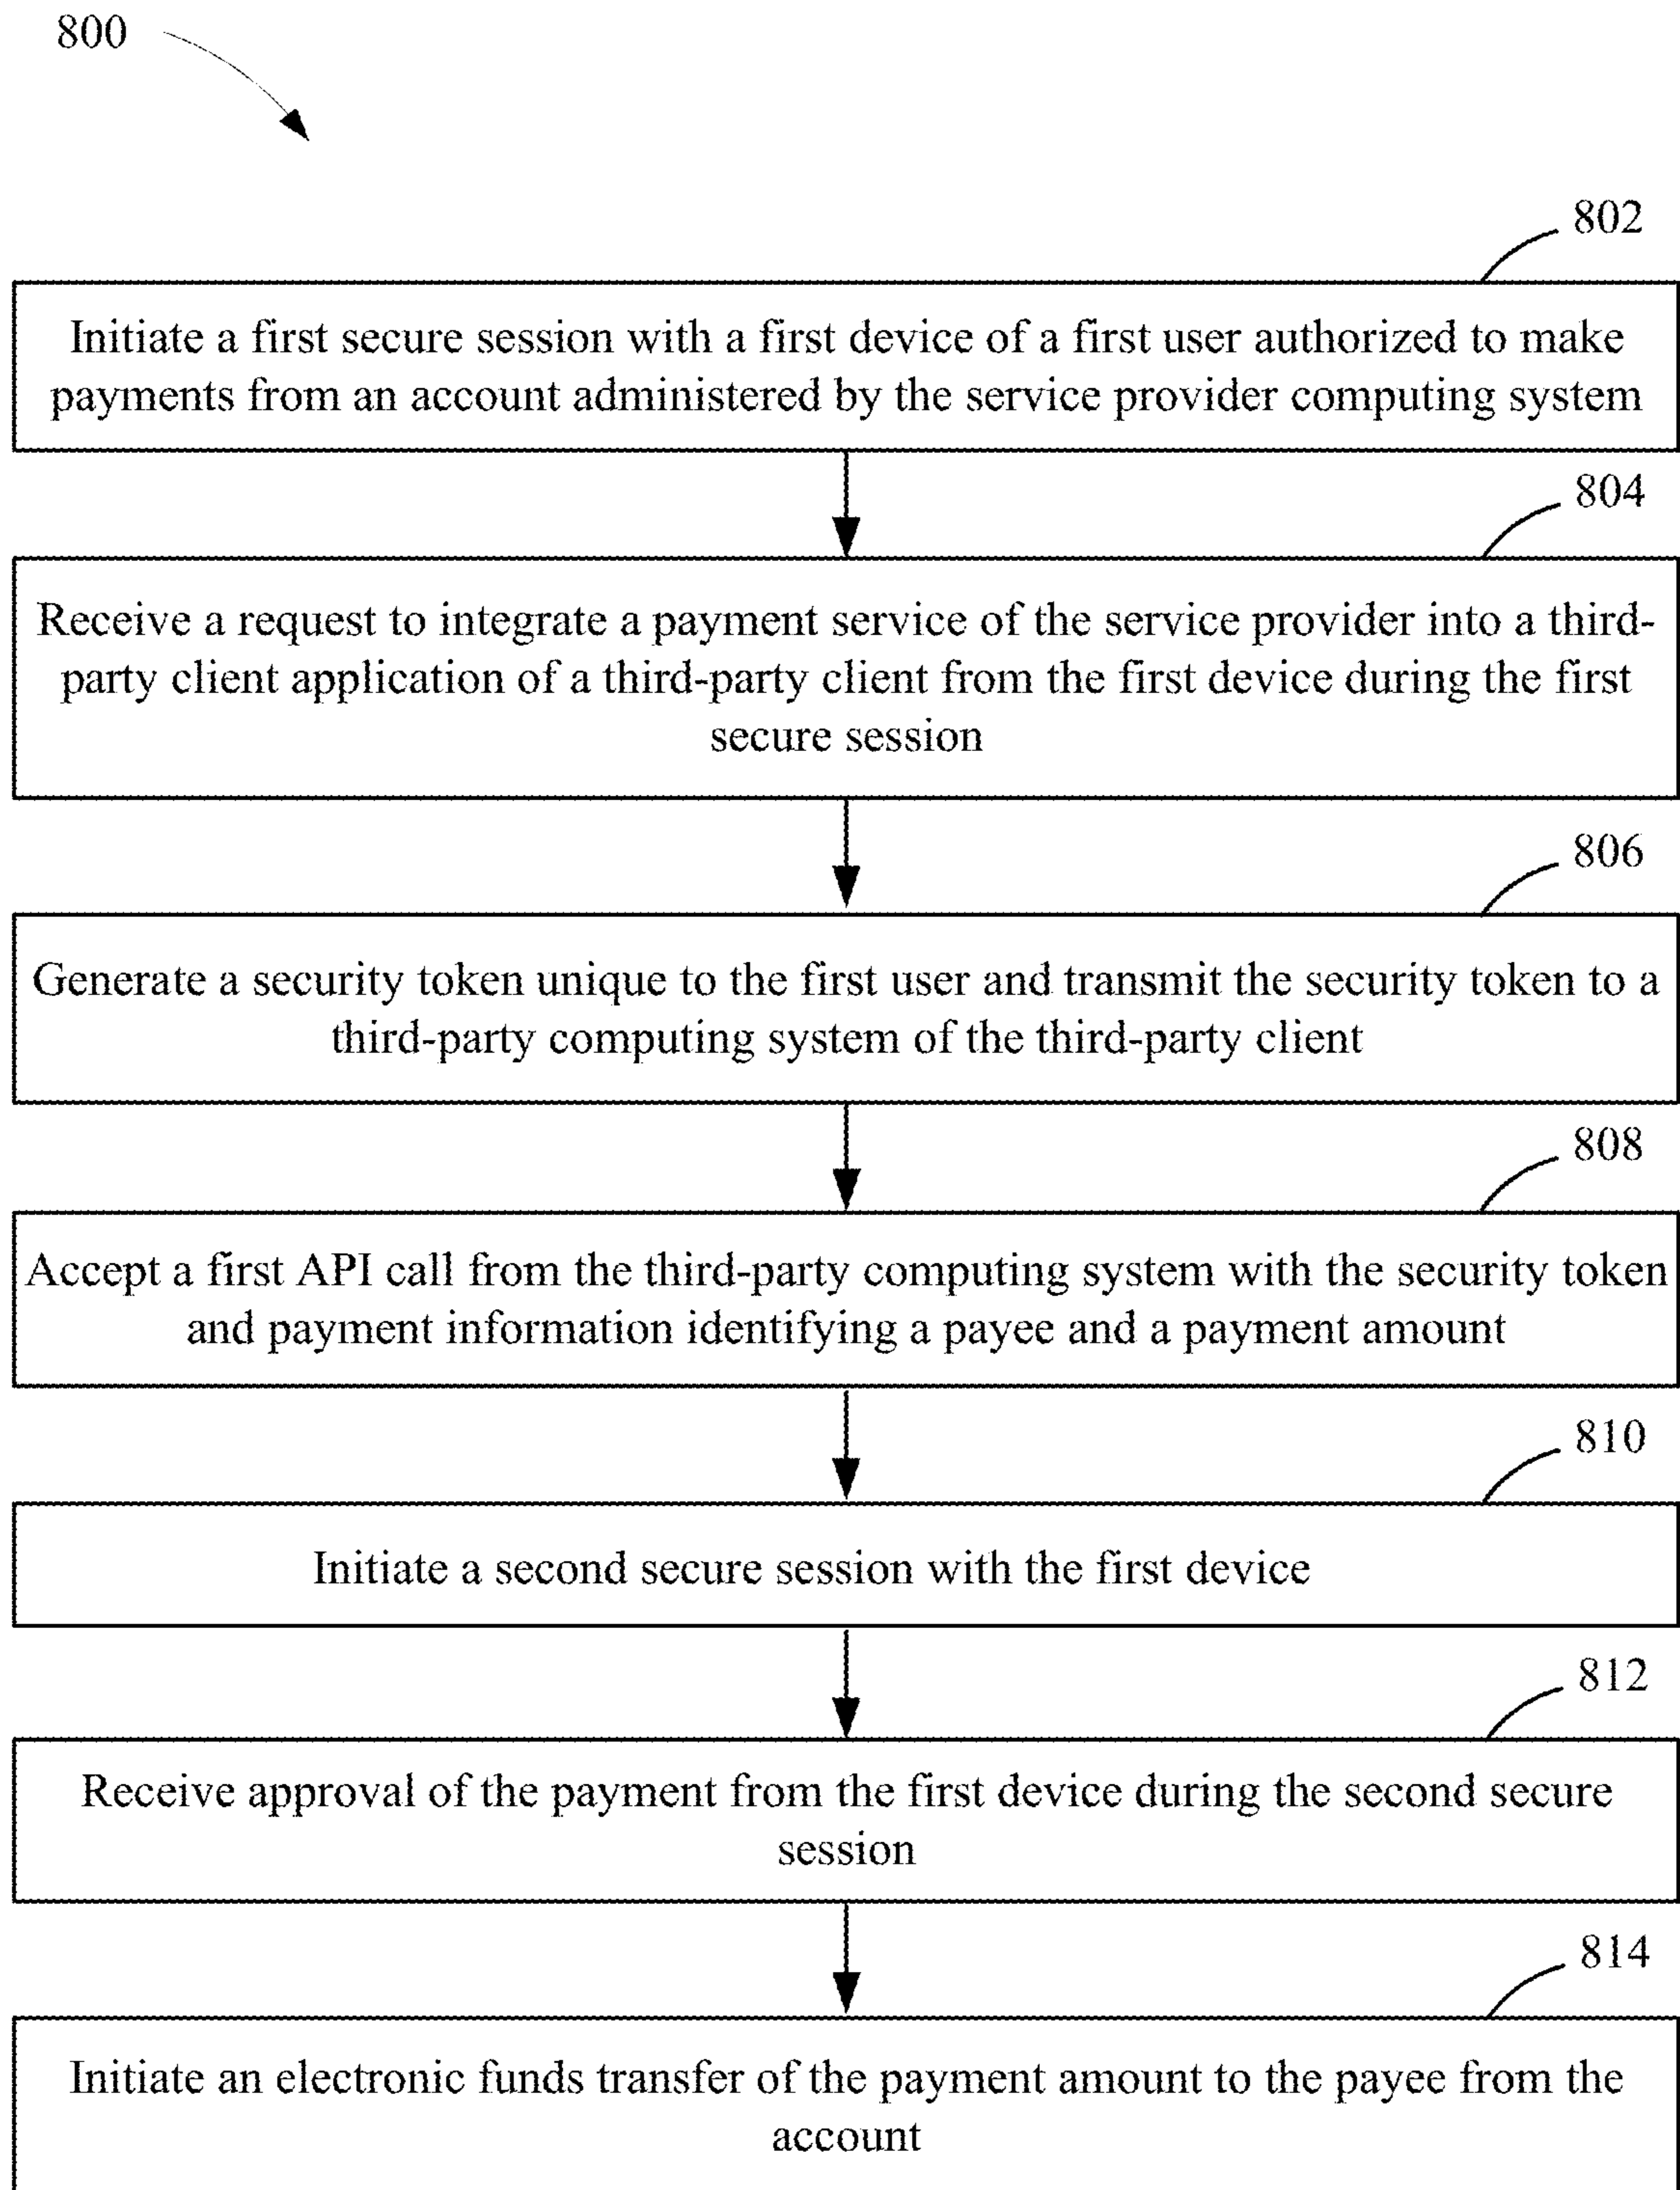 800
802
Initiate a first secure session with a first device of a first user authorized to make
payments from an account administered by the service provider computing system
804
Receive a request to integrate a payment service of the service provider into a third-
party client application of a third-party client from the first device during the first
secure session
806
Generate a security token unique to the first user and transmit the security token to a
third-party computing system of the third-party client
808
Accept a first API call from the third-party computing system with the security token
and payment information identifying a payee and a payment amount
810
Initiate a second secure session with the first device
812
Receive approval of the payment from the first device during the second secure
session
814
Initiate an electronic funds transfer of the payment amount to the payee from the
account